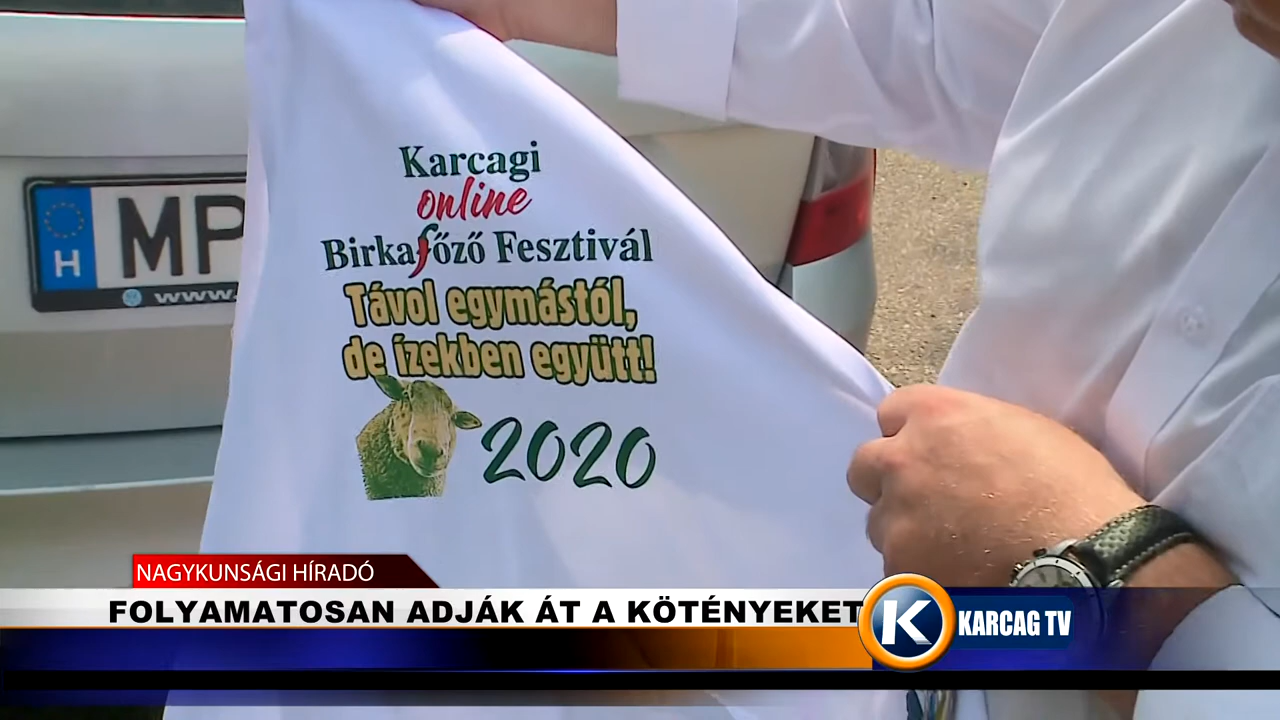 Karcagi
online
Birkafőző Fesztivál
Távol egymástól,
de ízekben együtt!
2020
H MP
www.
NAGYKUNSÁGI HÍRADÓ
FOLYAMATOSAN ADJÁK ÁT A KÖTÉNYEKET
K KARCAG TV